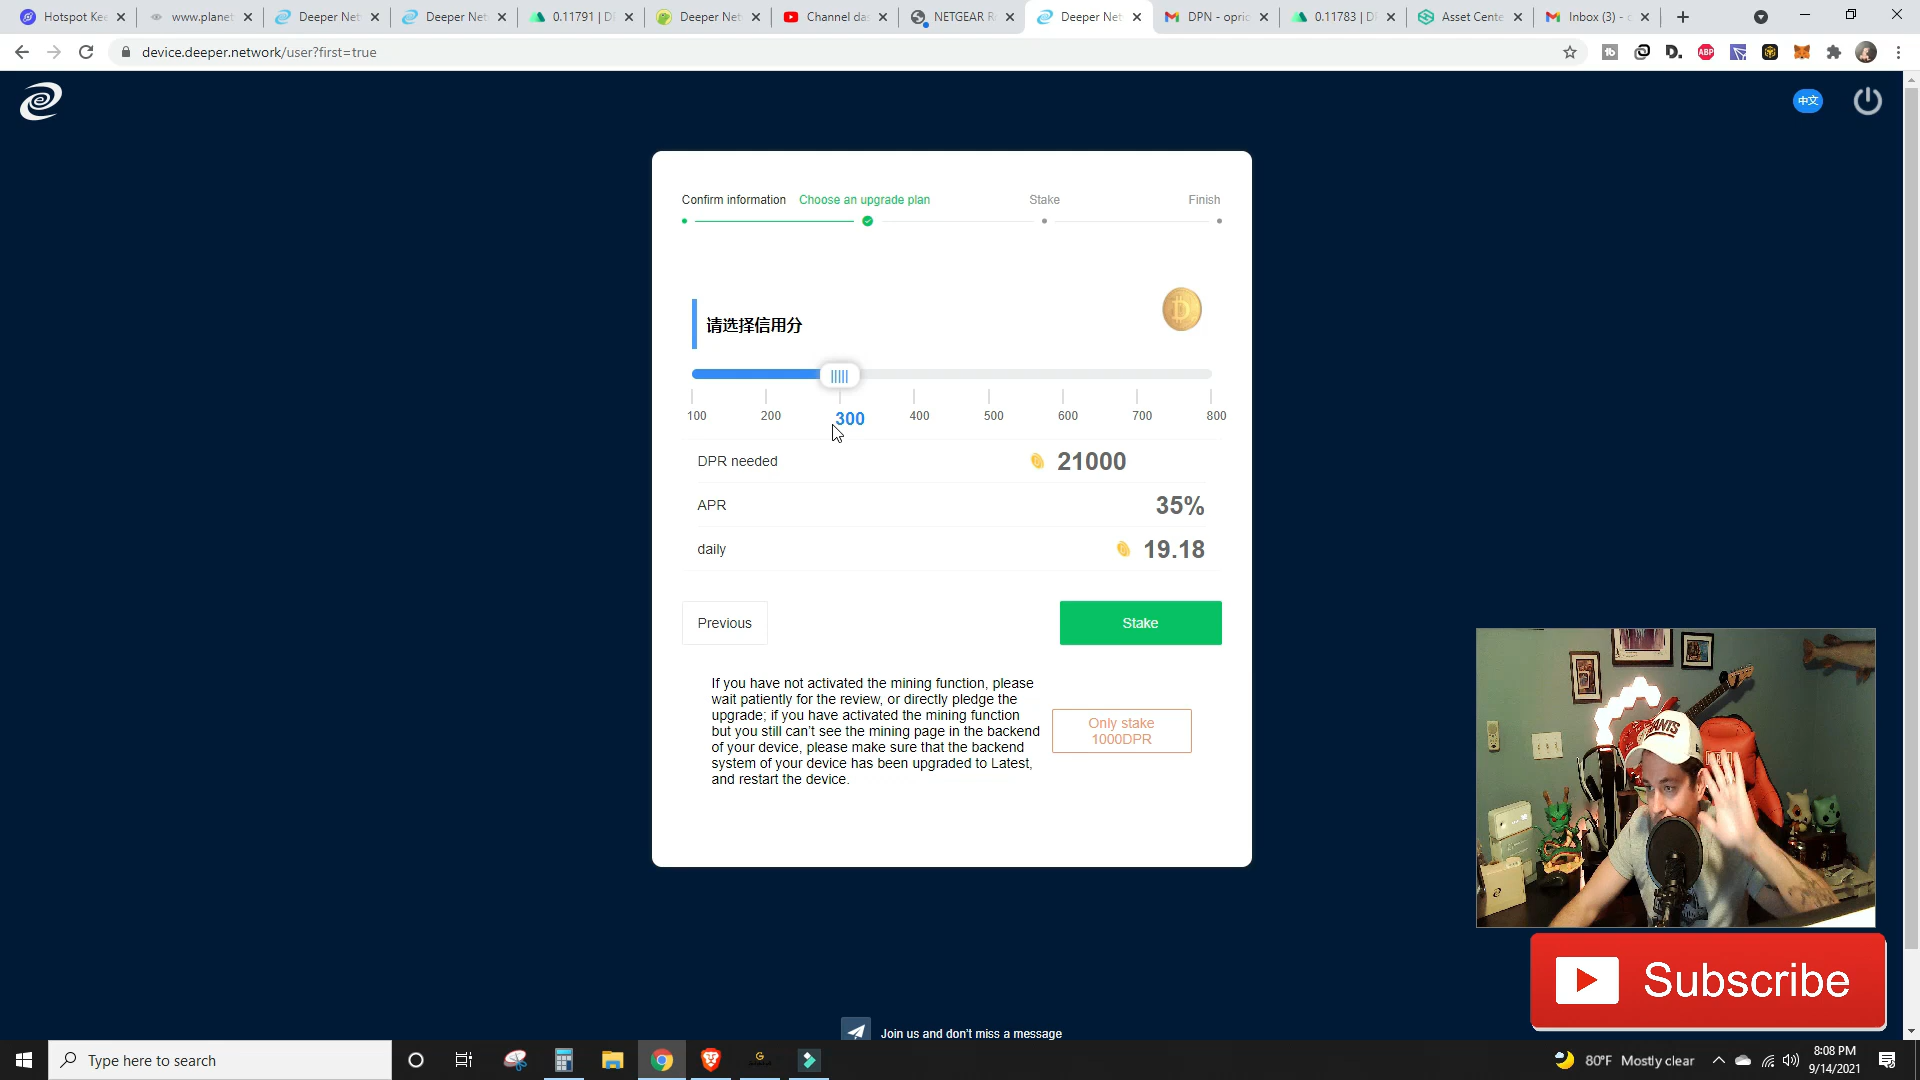 Hotspot Kee
www.planet
Deeper Net
Deeper Net
0.11791 | D
Deeper Net
Channel da
NETGEAR R
Deeper Net
DPN - opric
0.11783 | D
Asset Cente
Inbox (3) - c
device.deeper.network/user?first=true
ABP
中文
Confirm information
Choose an upgrade plan
Stake
Finish
请选择信用分
100
200
300
400
500
600
700
800
DPR needed
21000
APR
35%
daily
19.18
Previous
Stake
If you have not activated the mining function, please
wait patiently for the review, or directly pledge the
upgrade; if you have activated the mining function
but you still can't see the mining page in the backend
of your device, please make sure that the backend
system of your device has been upgraded to Latest,
and restart the device.
Only stake
1000DPR
Subscribe
Join us and don't miss a message
Type here to search
80°F Mostly clear
8:08 PM
9/14/2021